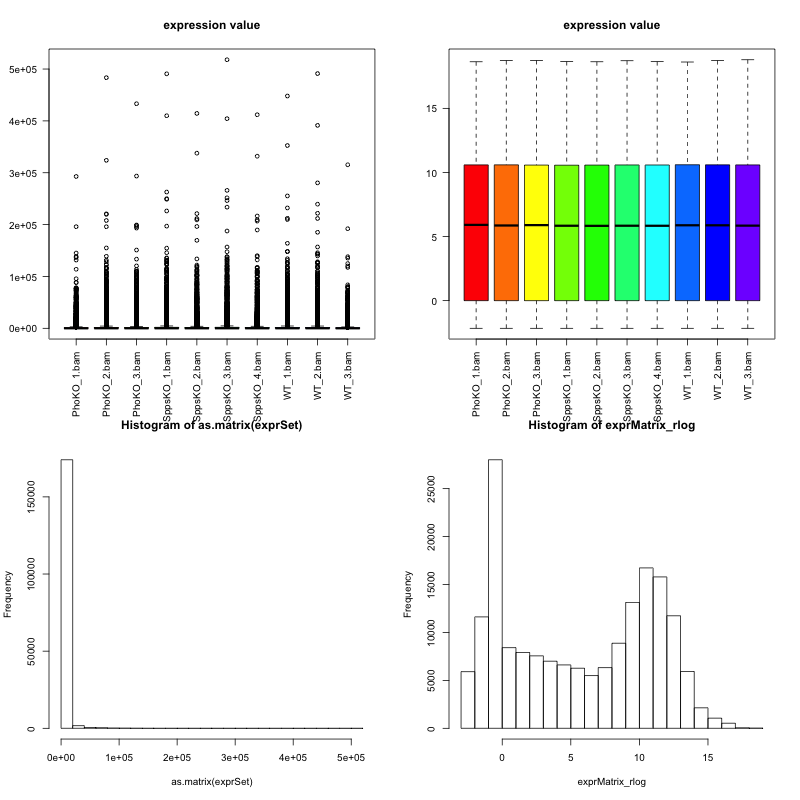 expression value
5e+05
4e+05
3e+05
2e+05
1e+05
0e+00
PhoKO_1.bam
PhoKO_2.bam
PhoKO_3.bam
SppsKO_1.bam
SppsKO_2.bam
SppsKO_3.bam
SppsKO_4.bam
WT_1.bam
WT_2.bam
WT_3.bam
expression value
15
10
5
0
PhoKO_1.bam
PhoKO_2.bam
PhoKO_3.bam
SppsKO_1.bam
SppsKO_2.bam
SppsKO_3.bam
SppsKO_4.bam
WT_1.bam
WT_2.bam
WT_3.bam
Histogram of as.matrix(exprSet)
Frequency
150000
100000
50000
0
0e+00 1e+05 2e+05 3e+05 4e+05 5e+05
as.matrix(exprSet)
Histogram of exprMatrix_rlog
Frequency
25000
20000
15000
10000
5000
0
0 5 10 15
exprMatrix_rlog